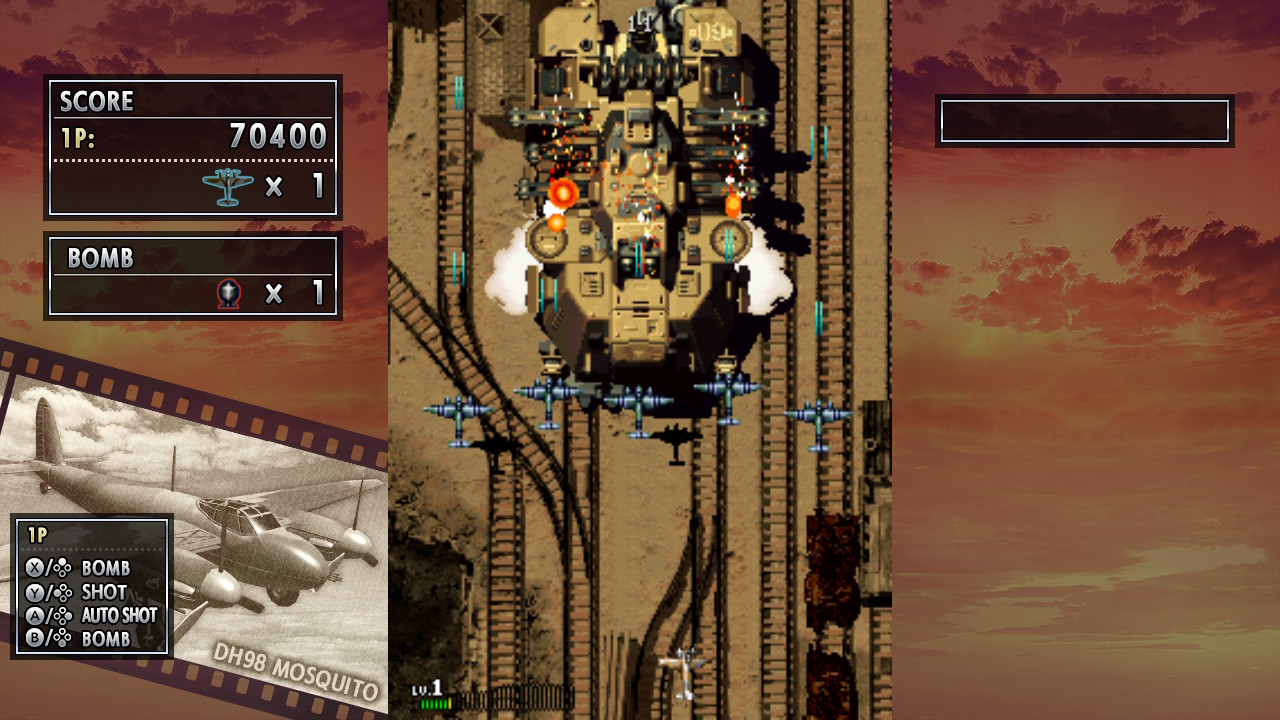 SCORE
1P: 70400
X 1
BOMB
X 1
1P
X/ BOMB
Y/ SHOT
A/ AUTO SHOT
B/ BOMB
DH98 MOSQUITO
LV.1